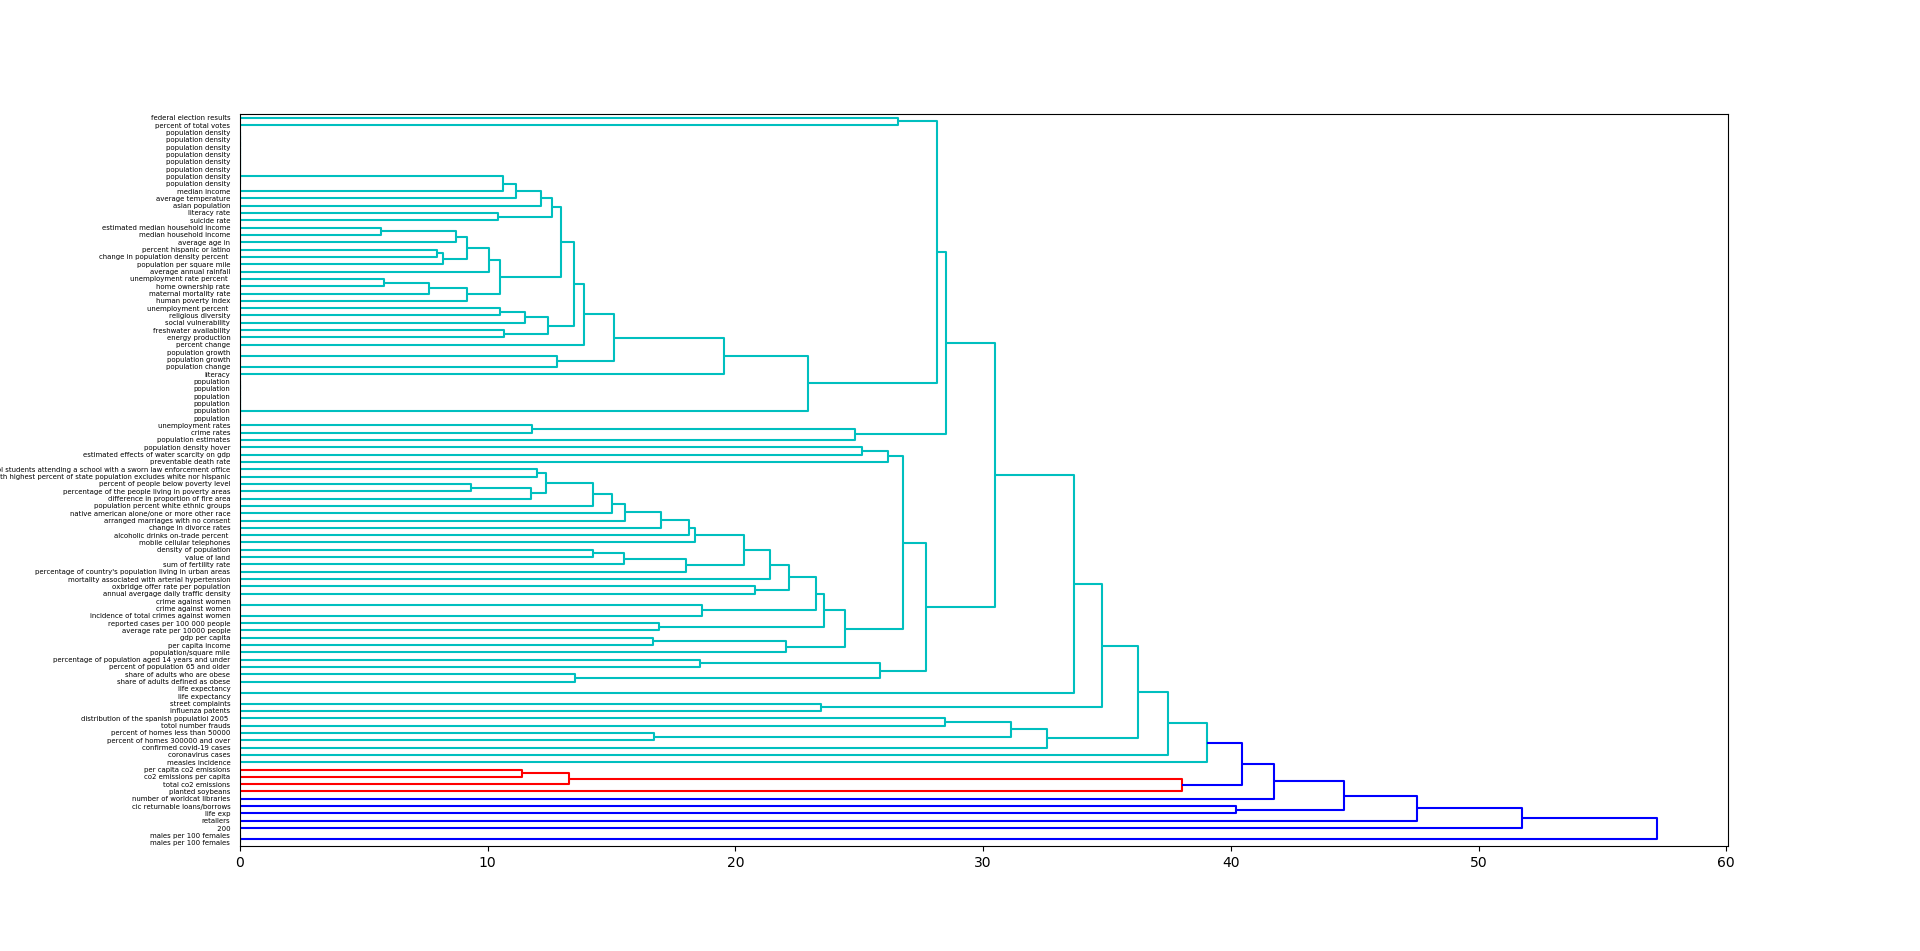 federal election results
percent of total votes
population density
population density
population density
population density
population density
population density
population density
population density
median income
average temperature
asian population
literacy rate
suicide rate
estimated median household income
median household income
average age in
percent hispanic or latino
change in population density percent
population per square mile
average annual rainfall
unemployment rate percent
home ownership rate
maternal mortality rate
human poverty index
unemployment percent
religious diversity
social vulnerability
freshwater availability
energy production
percent change
population growth
population growth
population change
literacy
population
population
population
population
population
population
unemployment rates
crime rates
population estimates
population density hover
estimated effects of water scarcity on gdp
preventable death rate
students attending a school with a sworn law enforcement office
highest percent of state population excludes white nor hispanic
percent of people below poverty level
percentage of the people living in poverty areas
difference in proportion of fire area
population percent white ethnic groups
native american alone/one or more other race
arranged marriages with no consent
change in divorce rates
alcoholic drinks on-trade percent
mobile cellular telephones
density of population
value of land
sum of fertility rate
percentage of country's population living in urban areas
mortality associated with arterial hypertension
oxbridge offer rate per population
annual avergage daily traffic density
crime against women
crime against women
incidence of total crimes against women
reported cases per 100 000 people
average rate per 10000 people
gdp per capita
per capita income
population/square mile
percentage of population aged 14 years and under
percent of population 65 and older
share of adults who are obese
share of adults defined as obese
life expectancy
life expectancy
street complaints
influenza patents
distribution of the spanish populatiol 2005
totol number frauds
percent of homes less than 50000
percent of homes 300000 and over
confirmed covid-19 cases
coronavirus cases
measles incidence
per capita co2 emissions
co2 emissions per capita
total co2 emissions
planted soybeans
number of worldcat libraries
cic returnable loans/borrows
life exp
retailers
200
males per 100 females
males per 100 females
0 10 20 30 40 50 60